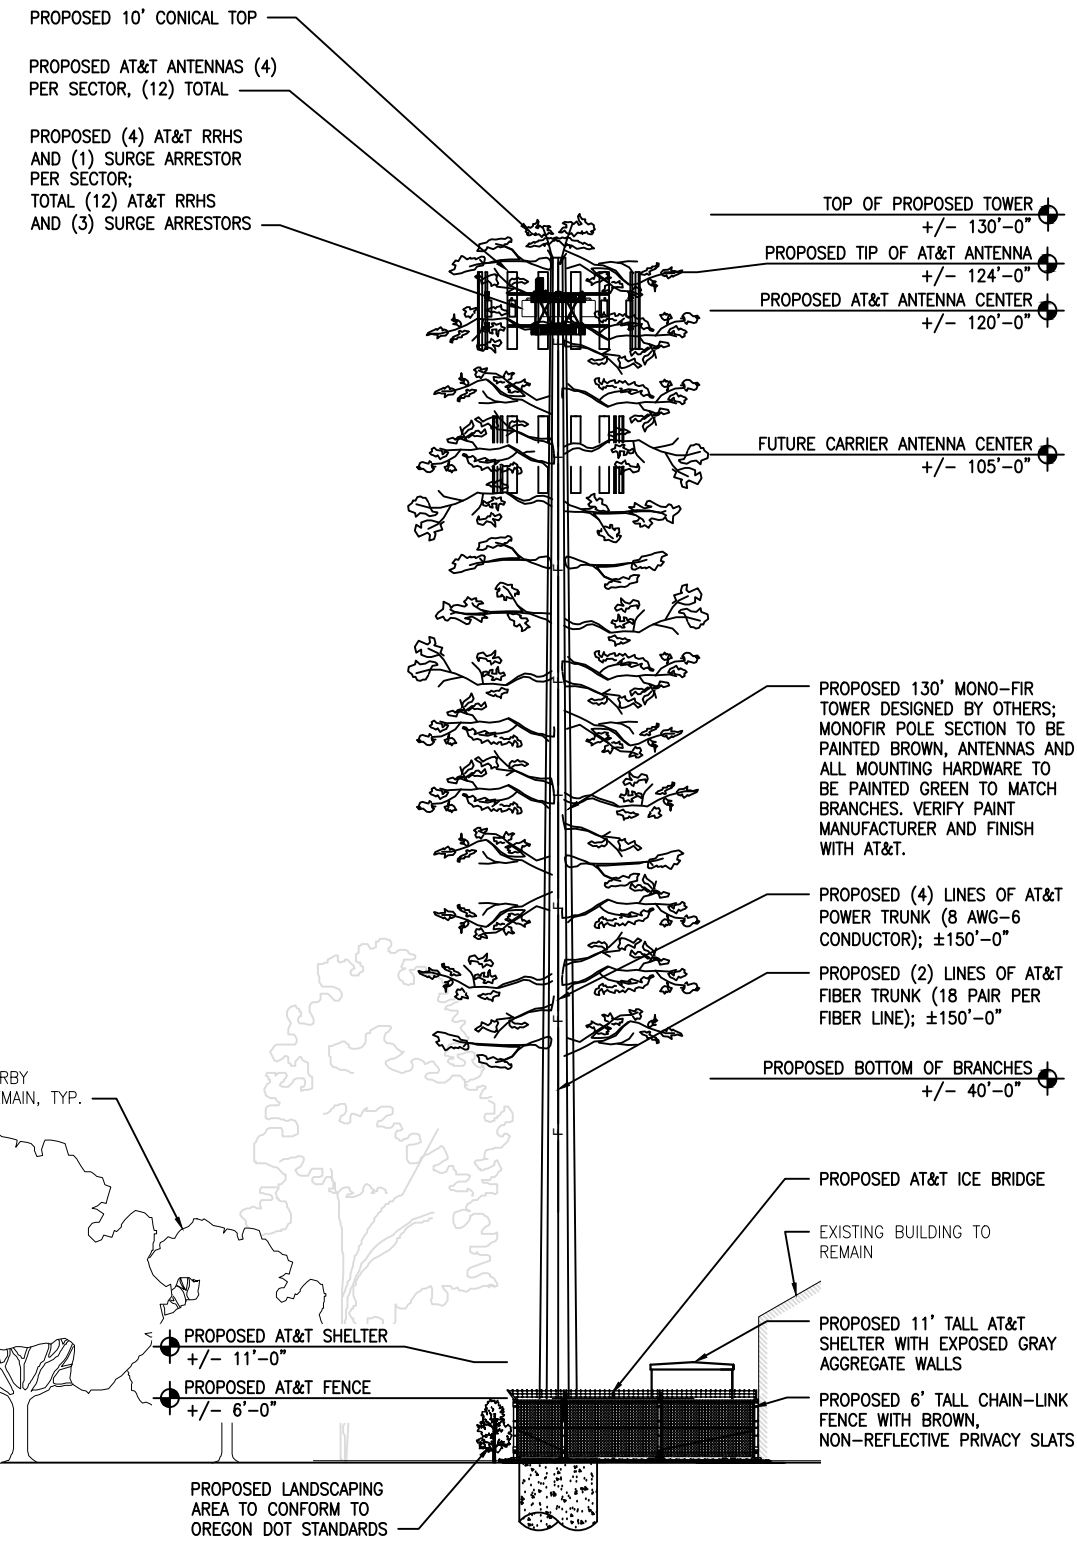 PROPOSED 10' CONICAL TOP
PROPOSED AT&T ANTENNAS (4)
PER SECTOR, (12) TOTAL
PROPOSED (4) AT&T RRHS
AND (1) SURGE ARRESTOR
PER SECTOR;
TOTAL (12) AT&T RRHS
AND (3) SURGE ARRESTORS
TOP OF PROPOSED TOWER
+/- 130'-0"
PROPOSED TIP OF AT&T ANTENNA
+/- 124'-0"
PROPOSED AT&T ANTENNA CENTER
+/- 120'-0"
FUTURE CARRIER ANTENNA CENTER
+/- 105'-0"
PROPOSED 130' MONO-FIR
TOWER DESIGNED BY OTHERS;
MONOFIR POLE SECTION TO BE
PAINTED BROWN, ANTENNAS AND
ALL MOUNTING HARDWARE TO
BE PAINTED GREEN TO MATCH
BRANCHES. VERIFY PAINT
MANUFACTURER AND FINISH
WITH AT&T.
PROPOSED (4) LINES OF AT&T
POWER TRUNK (8 AWG-6
CONDUCTOR); ±150'-0"
PROPOSED (2) LINES OF AT&T
FIBER TRUNK (18 PAIR PER
FIBER LINE); ±150'-0"
PROPOSED BOTTOM OF BRANCHES
+/- 40'-0"
RBY
MAIN, TYP.
PROPOSED AT&T ICE BRIDGE
EXISTING BUILDING TO
REMAIN
PROPOSED 11' TALL AT&T
SHELTER WITH EXPOSED GRAY
AGGREGATE WALLS
PROPOSED 6' TALL CHAIN-LINK
FENCE WITH BROWN,
NON-REFLECTIVE PRIVACY SLATS
PROPOSED AT&T SHELTER
+/- 11'-0"
PROPOSED AT&T FENCE
+/- 6'-0"
PROPOSED LANDSCAPING
AREA TO CONFORM TO
OREGON DOT STANDARDS